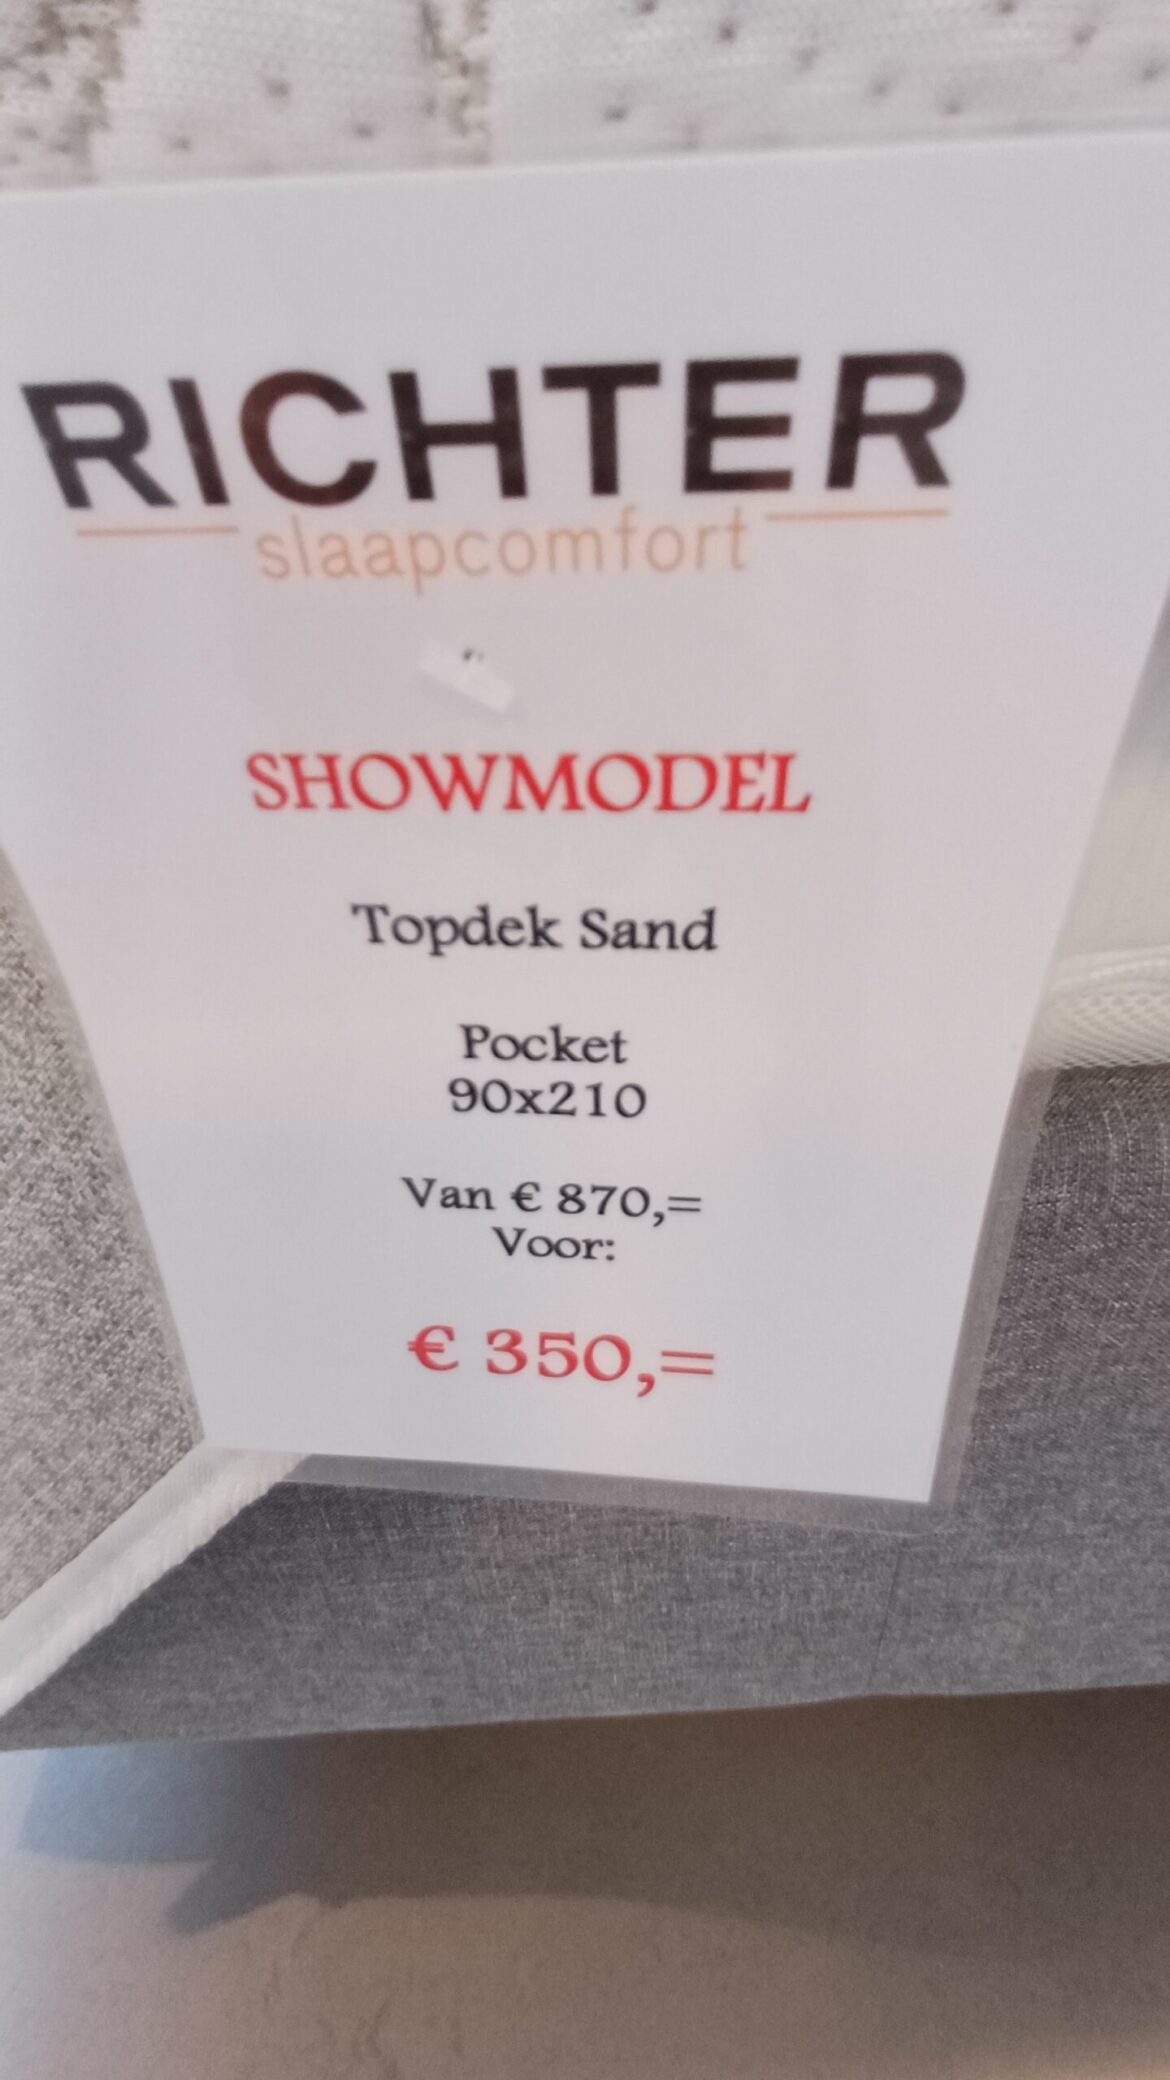 RICHTER
slaapcomfort
SHOWMODEL
Topdek Sand
Pocket
90x210
Van € 870,=
Voor:
€ 350,=